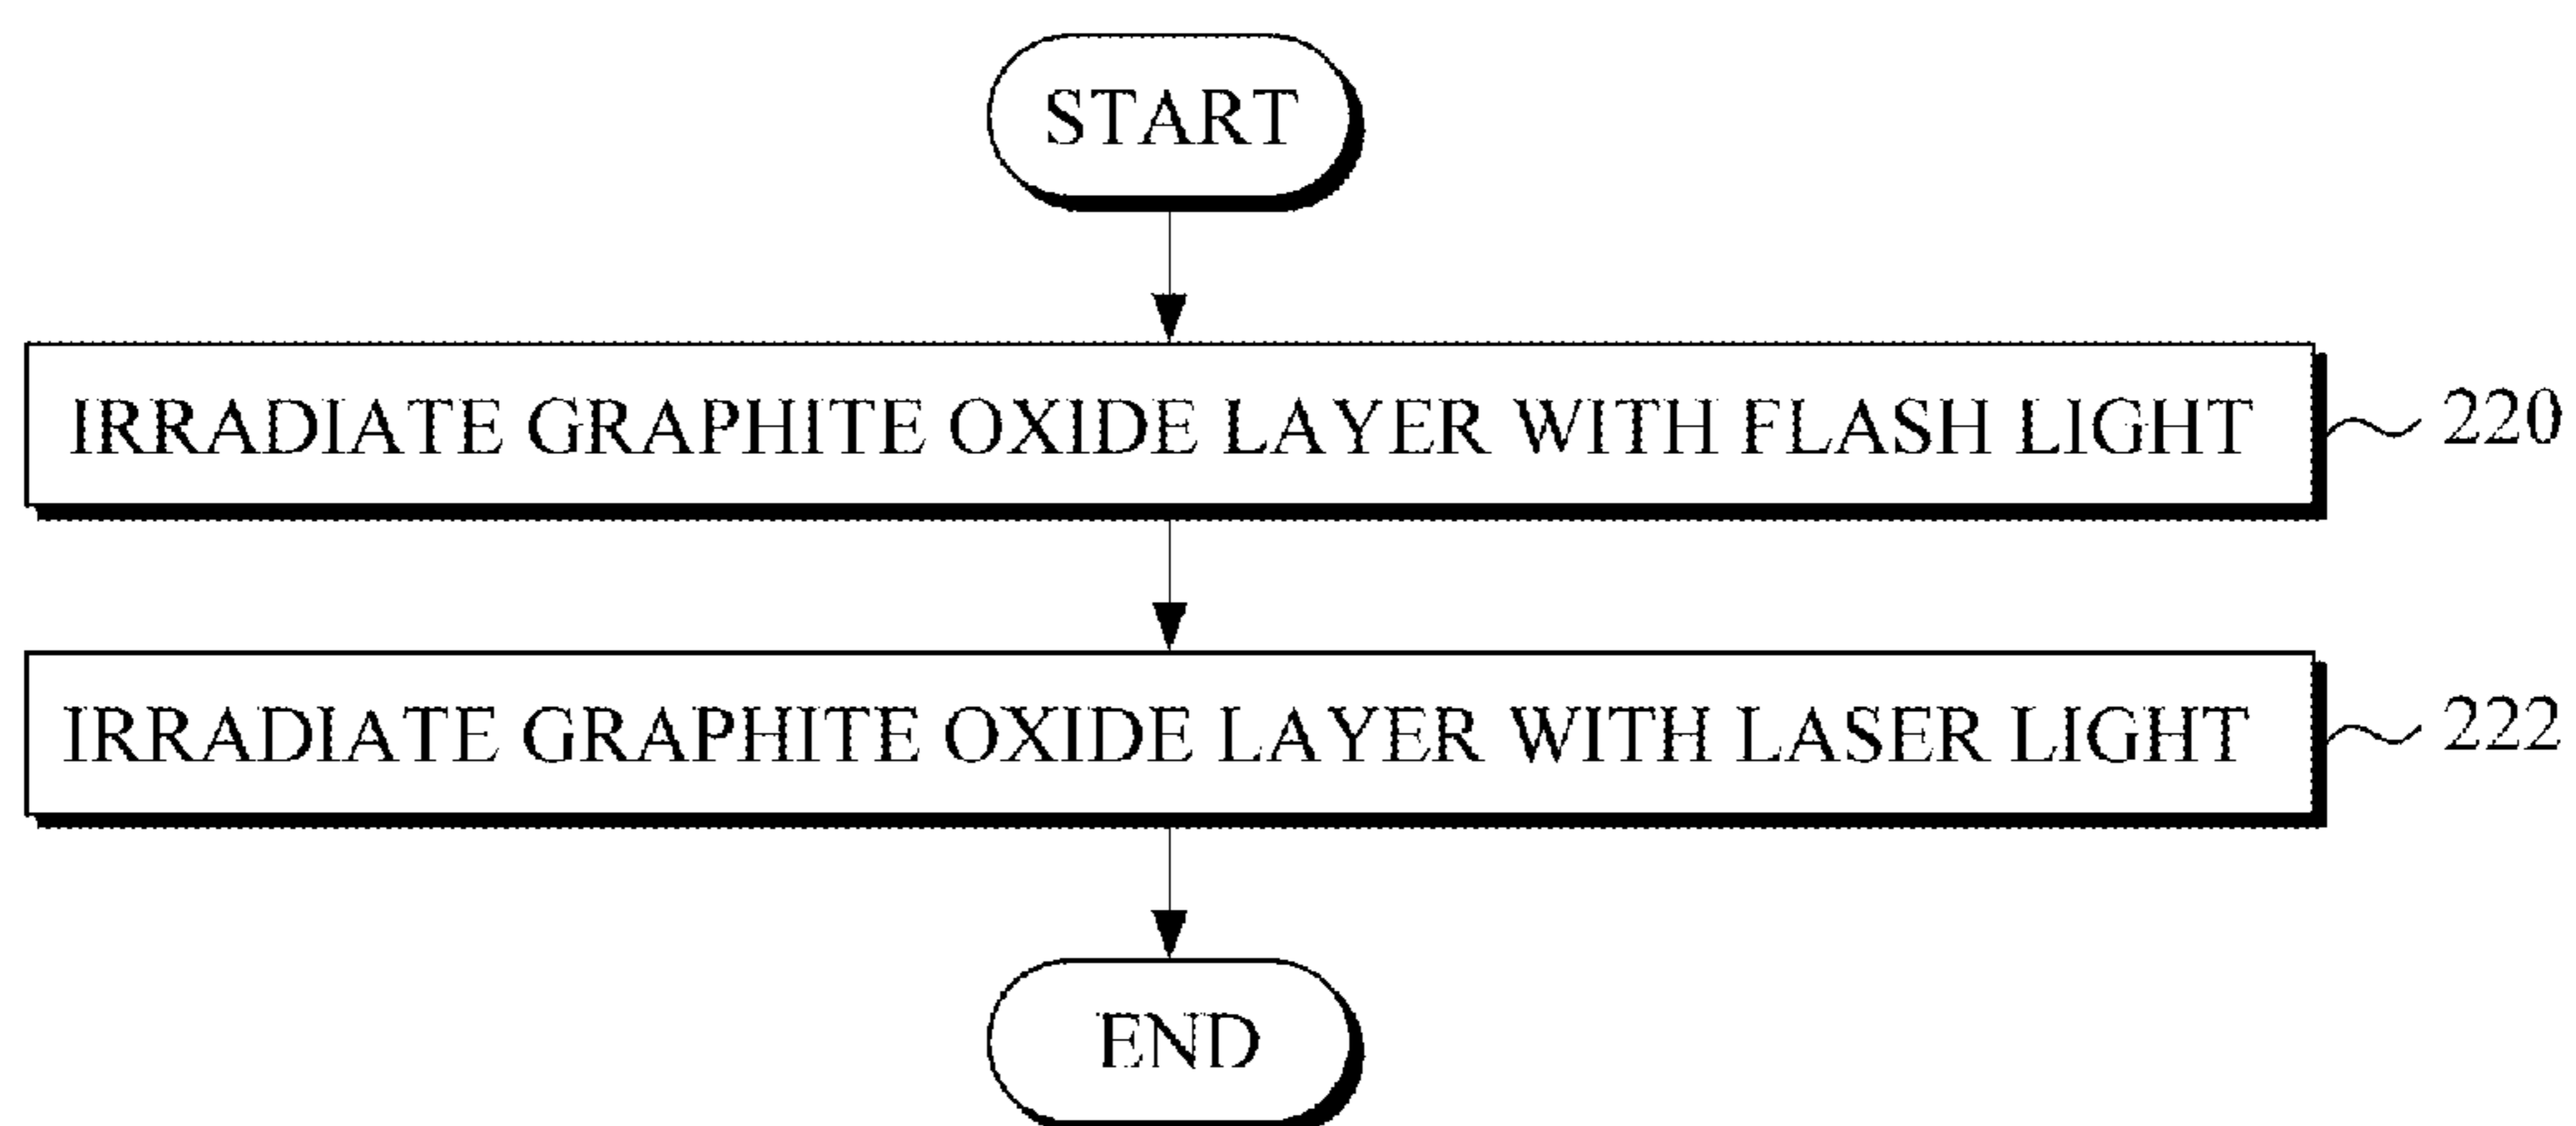 START
IRRADIATE GRAPHITE OXIDE LAYER WITH FLASH LIGHT 220
IRRADIATE GRAPHITE OXIDE LAYER WITH LASER LIGHT 222
END